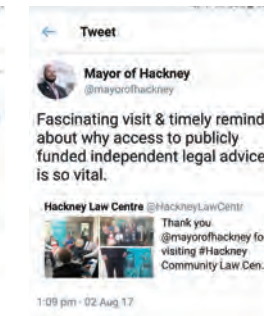 Tweet
Mayor of Hackney
@mayorofhackney
Fascinating visit & timely remind
about why access to publicly
funded independent legal advice
is so vital.
Hackney Law Centre @HackneyLawCentr
Thank you
@mayorofhackney fo
visiting #Hackney
Community Law Cen.
1:09 pm · 02 Aug 17